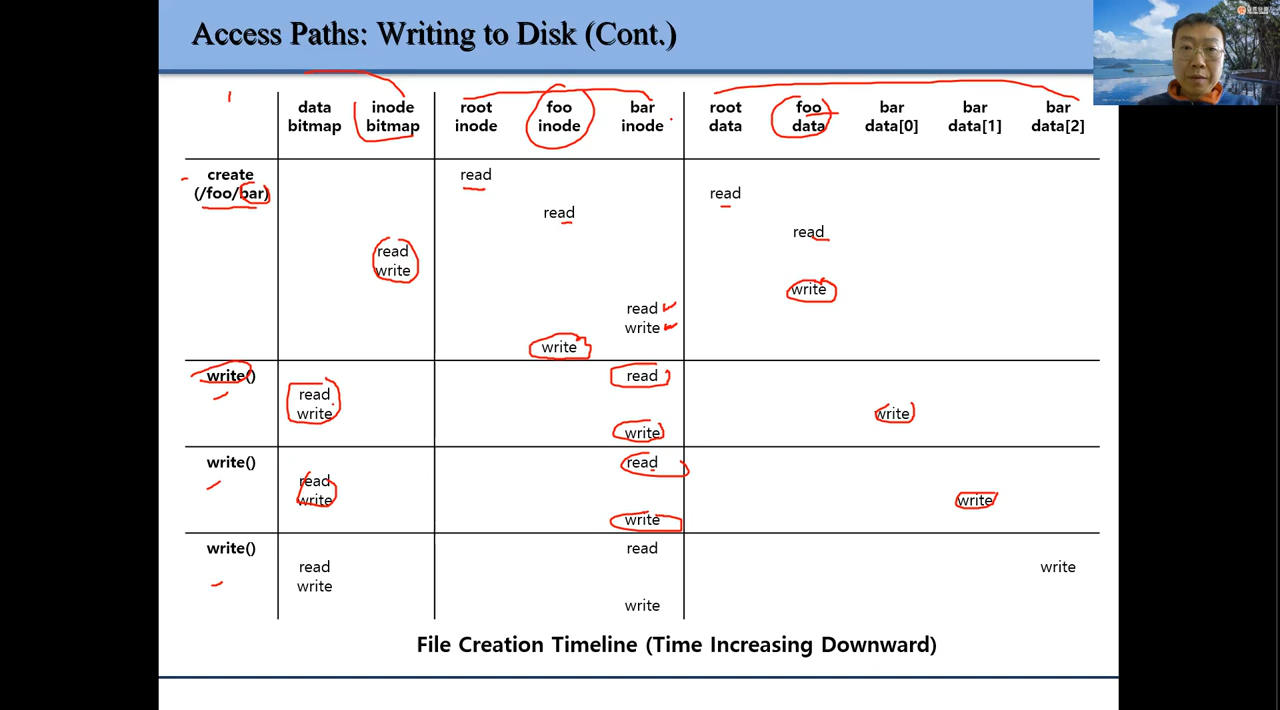 Access Paths: Writing to Disk (Cont.)
data bitmap inode bitmap root inode foo inode bar inode root data foo data bar data[0] bar data[1] bar data[2]
create (/foo/bar) read
read
read
read
read
write
write
read
write
write
write() read
read
write write
write
write() read
read
write write
write
write() read
read write
write
write
File Creation Timeline (Time Increasing Downward)